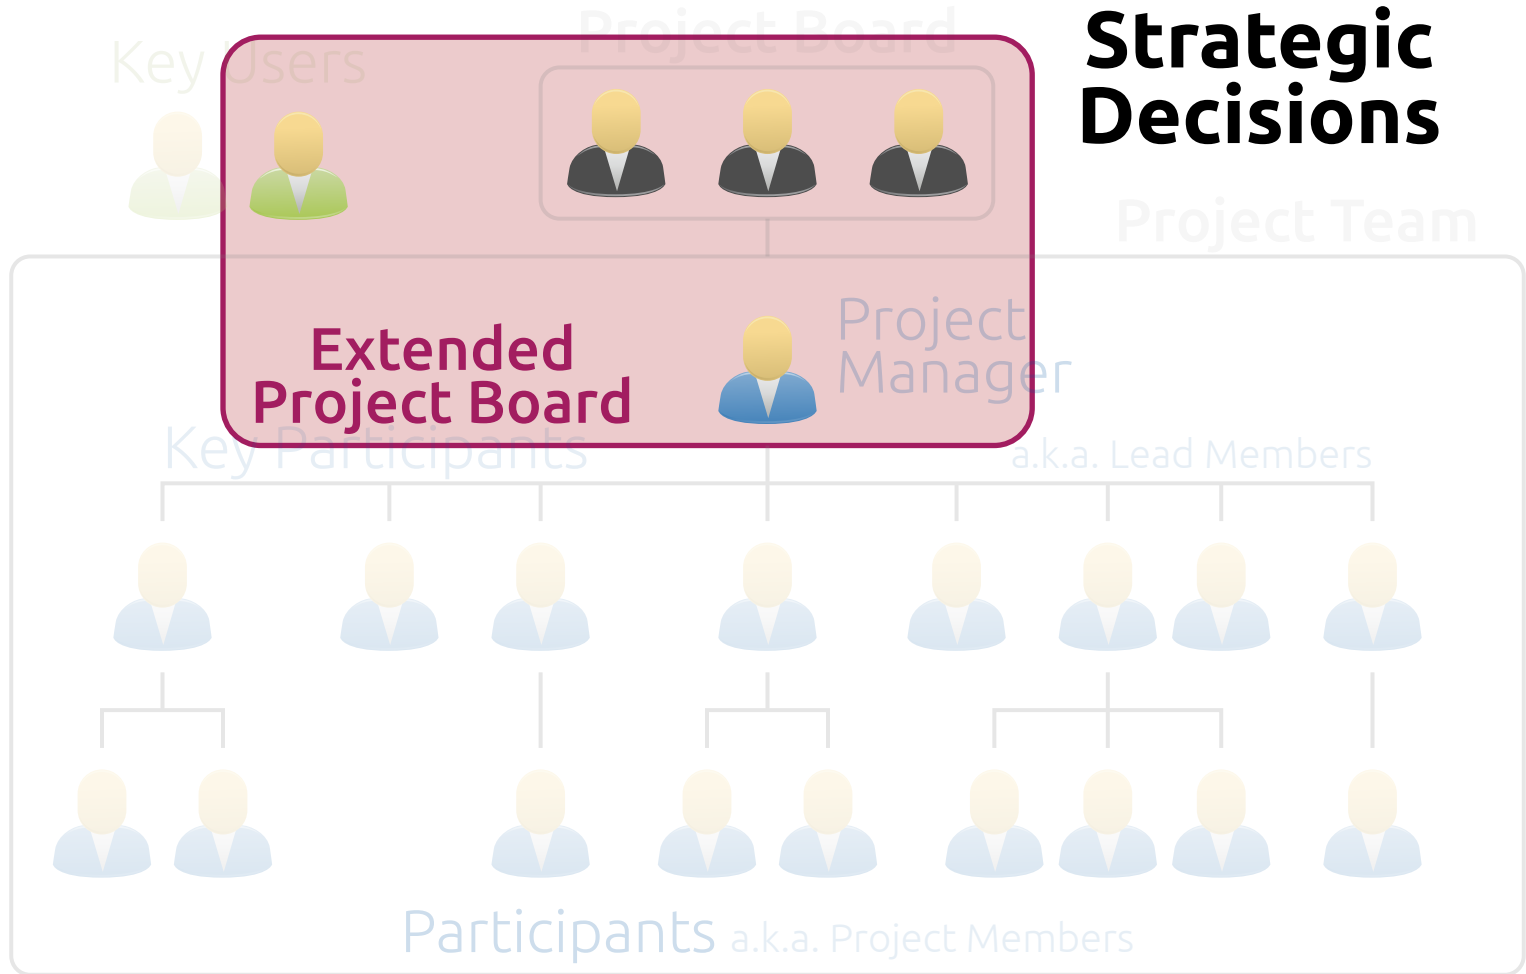 Project Board
Strategic
Decisions
Key Users
Project Team
Project
Manager
Extended
Project Board
Key Participants
a.k.a. Lead Members
Participants a.k.a. Project Members